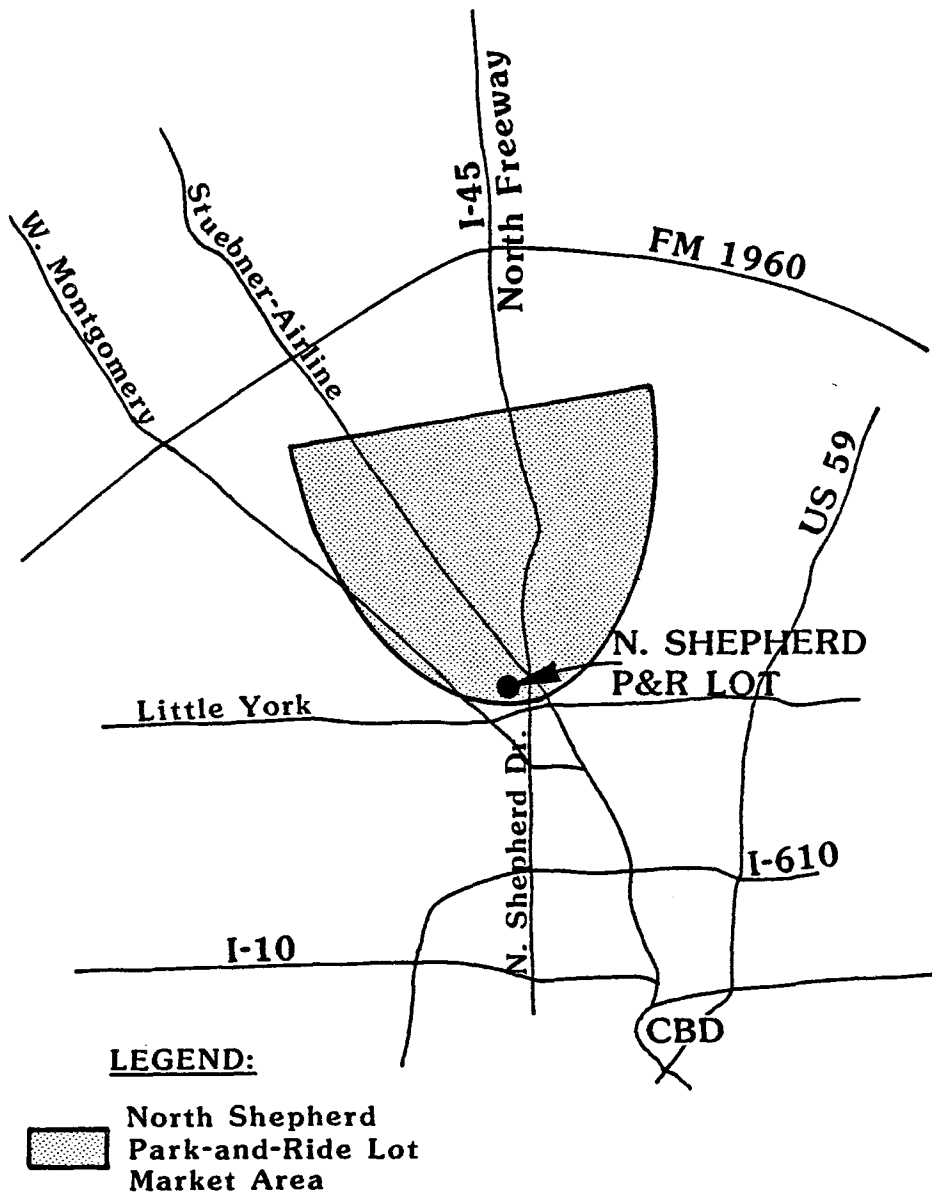 I-45
North Freeway
Stuebner-Airline
W. Montgomery
FM 1960
US 59
N. SHEPHERD
P&R LOT
Little York
N. Shepherd Dr.
I-610
I-10
CBD
LEGEND:
North Shepherd
Park-and-Ride Lot
Market Area